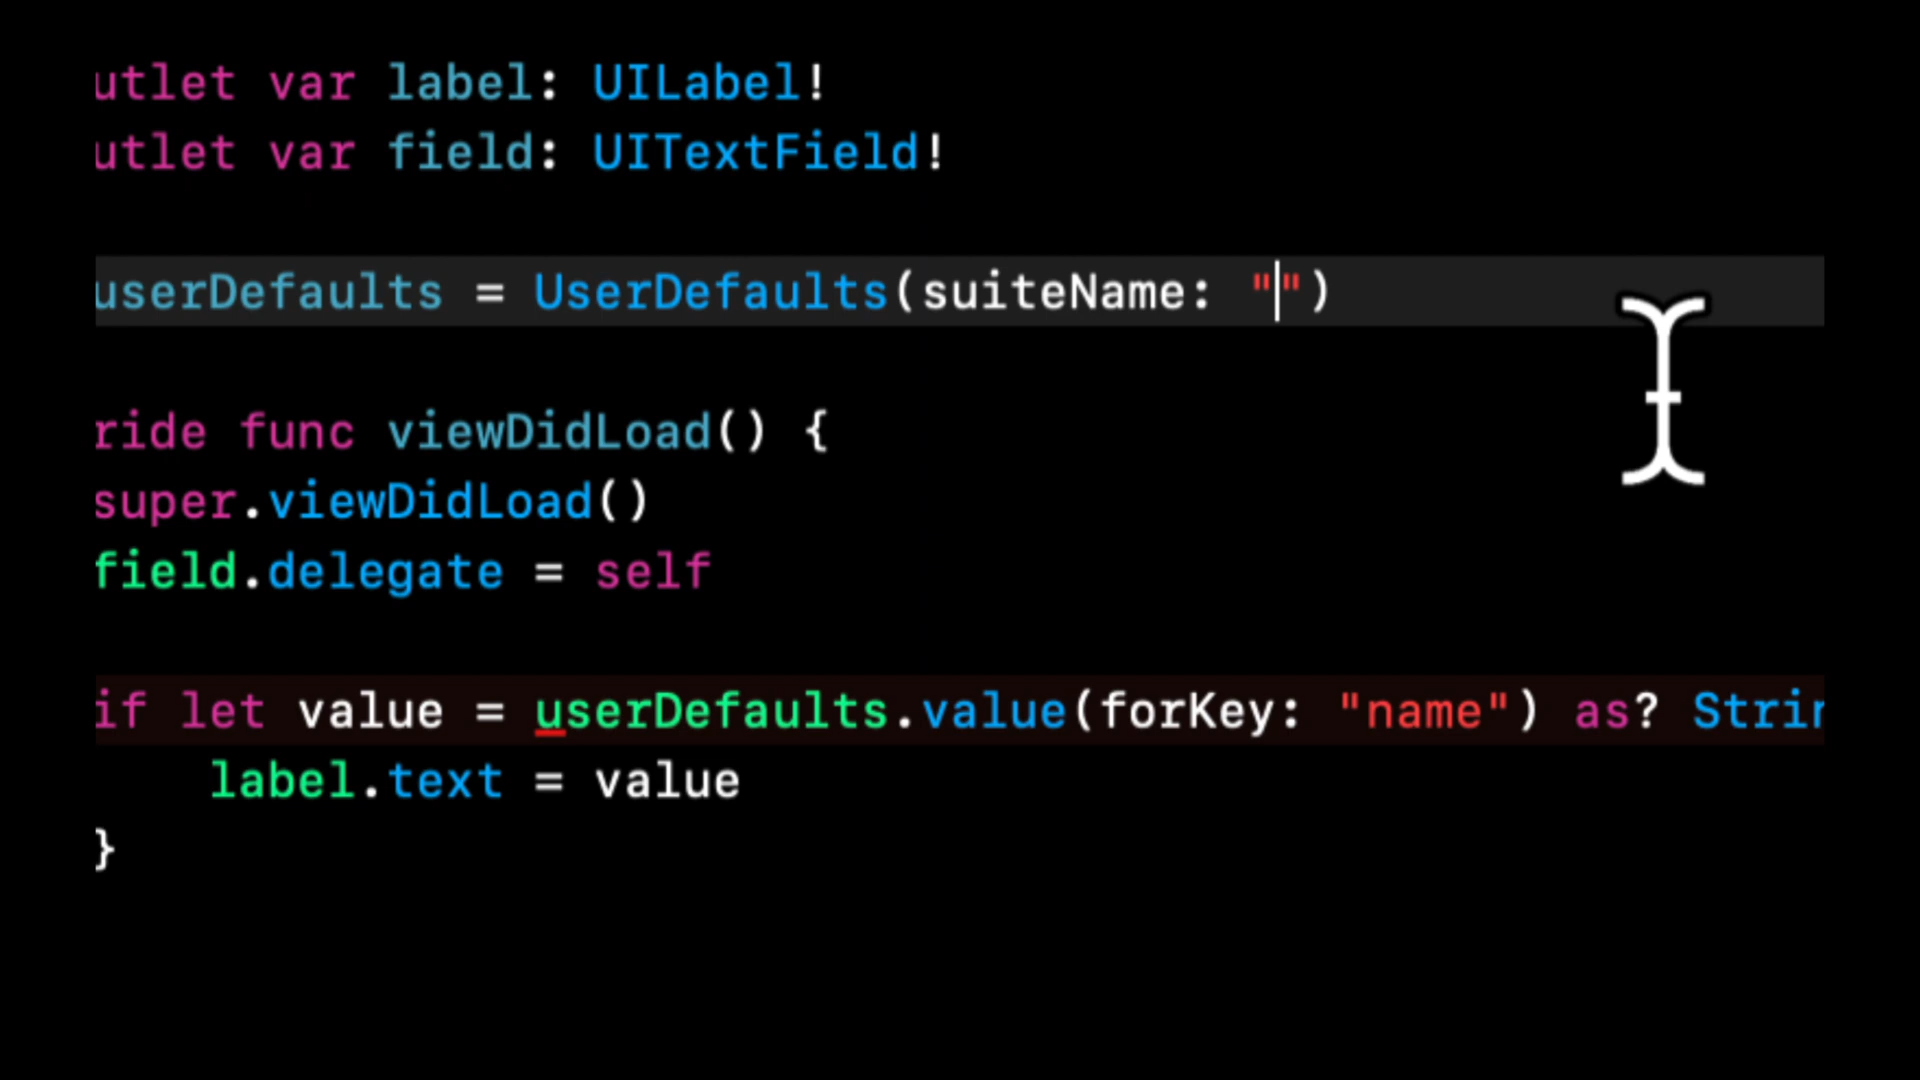 utlet var label: UILabel!
utlet var field: UITextField!
userDefaults = UserDefaults(suiteName: "")
ride func viewDidLoad() {
super.viewDidLoad()
field.delegate = self
if let value = userDefaults.value(forKey: "name") as? Strin
label.text = value
}